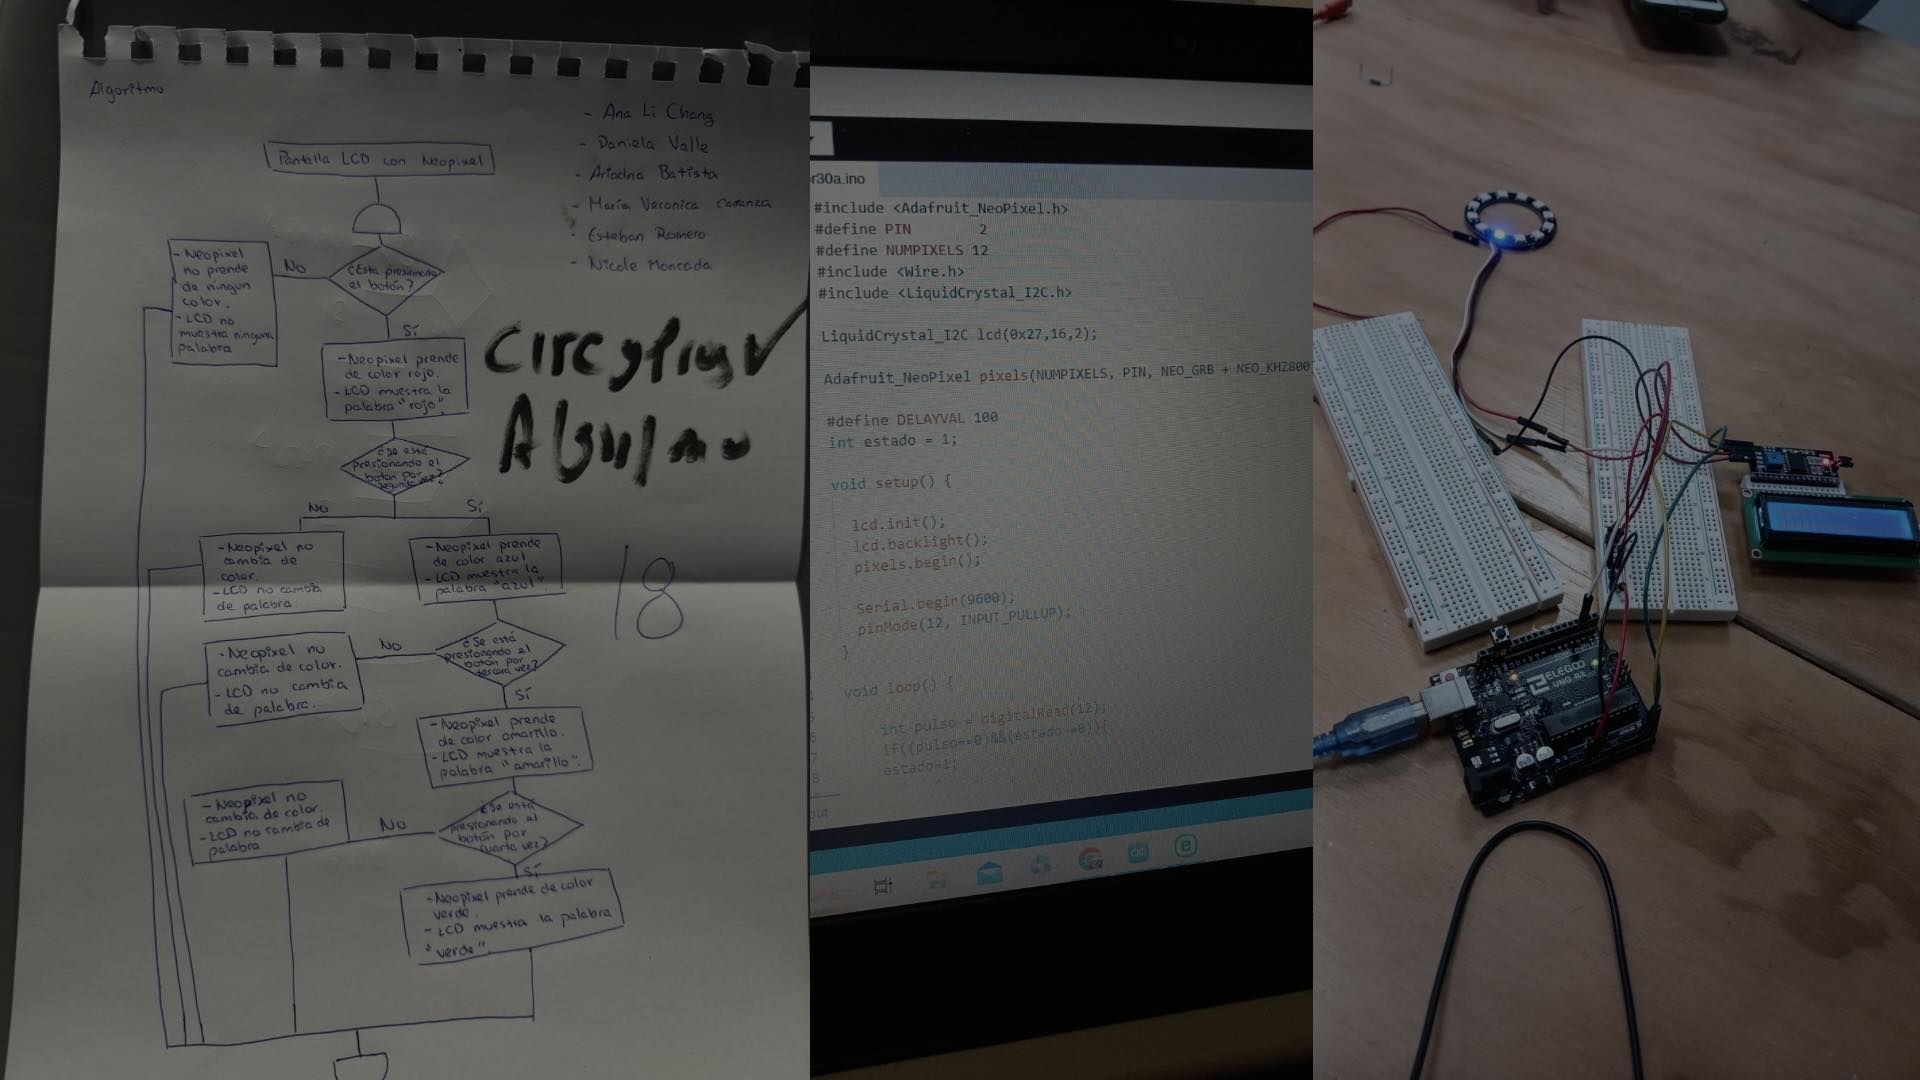 Algoritmo
- Ana Li Chang
- Daniela Valle
- Ariadna Batista
- María Veronica Carranza
- Esteban Romero
- Nicole Moncada
Pantalla LCD con Neopixel
¿Esta presionado
el botón?
No
- Neopixel
no prende
de ningun
color.
- LCD no
muestra ninguna
palabra
Sí
- Neopixel prende
de color rojo.
- LCD muestra la
palabra "rojo".
¿Se está
presionando el
botón por
segunda vez?
No
Sí
- Neopixel no
cambia de
color.
- LCD no cambia
de palabra.
- Neopixel prende
de color azul
- LCD muestra la
palabra "azul".
18
¿Se está
presionando el
botón por
tercera vez?
No
- Neopixel no
cambia de color.
- LCD no cambia
de palabra.
Sí
- Neopixel prende
de color amarillo.
- LCD muestra la
palabra "amarillo".
¿Se está
presionando el
botón por
cuarta vez?
No
- Neopixel no
cambia de color.
- LCD no cambia de
palabra
Sí
- Neopixel prende de color
verde.
- LCD muestra la palabra
"verde".
r30a.ino
#include <Adafruit_NeoPixel.h>
#define PIN 2
#define NUMPIXELS 12
#include <Wire.h>
#include <LiquidCrystal_I2C.h>
LiquidCrystal_I2C lcd(0x27,16,2);
Adafruit_NeoPixel pixels(NUMPIXELS, PIN, NEO_GRB + NEO_KHZ800
#define DELAYVAL 100
int estado = 1;
void setup() {
lcd.init();
lcd.backlight();
pixels.begin();
Serial.begin(9600);
pinMode(12, INPUT_PULLUP);
}
void loop() {
int pulso = digitalRead(12);
if((pulso==0)&&(estado==0)){
estado=1;
out
ELEGOO
UNO R3